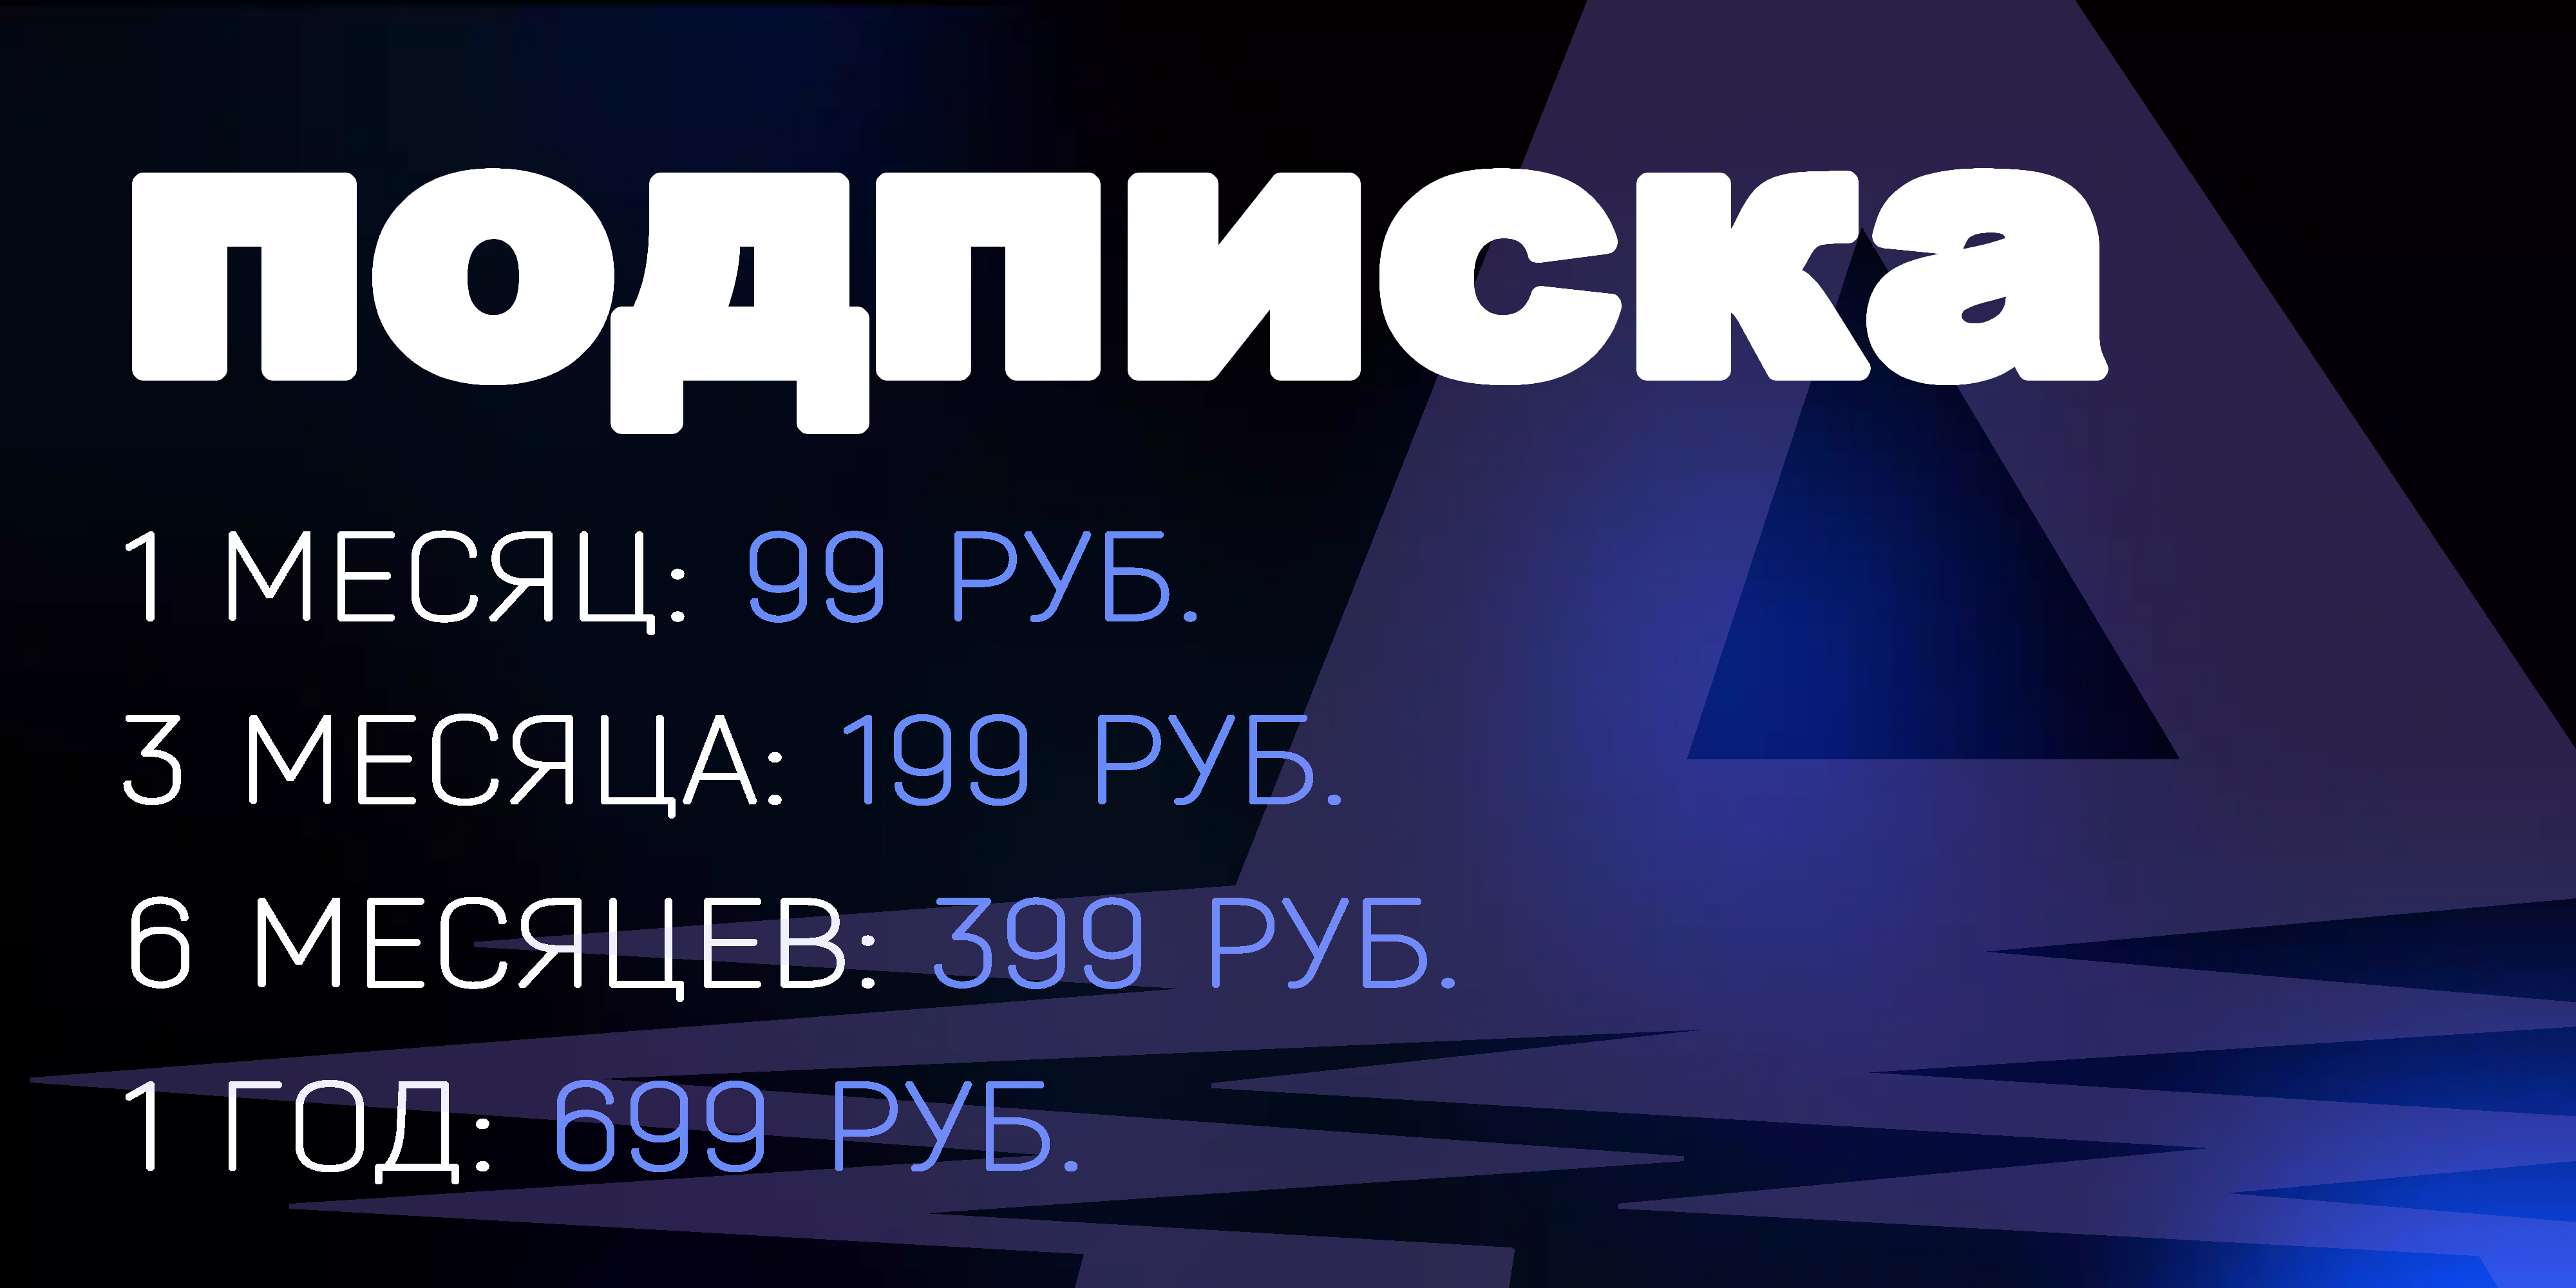 подписка
1 МЕСЯЦ: 99 РУБ.
3 МЕСЯЦА: 199 РУБ.
6 МЕСЯЦЕВ: 399 РУБ.
1 ГОД: 699 РУБ.